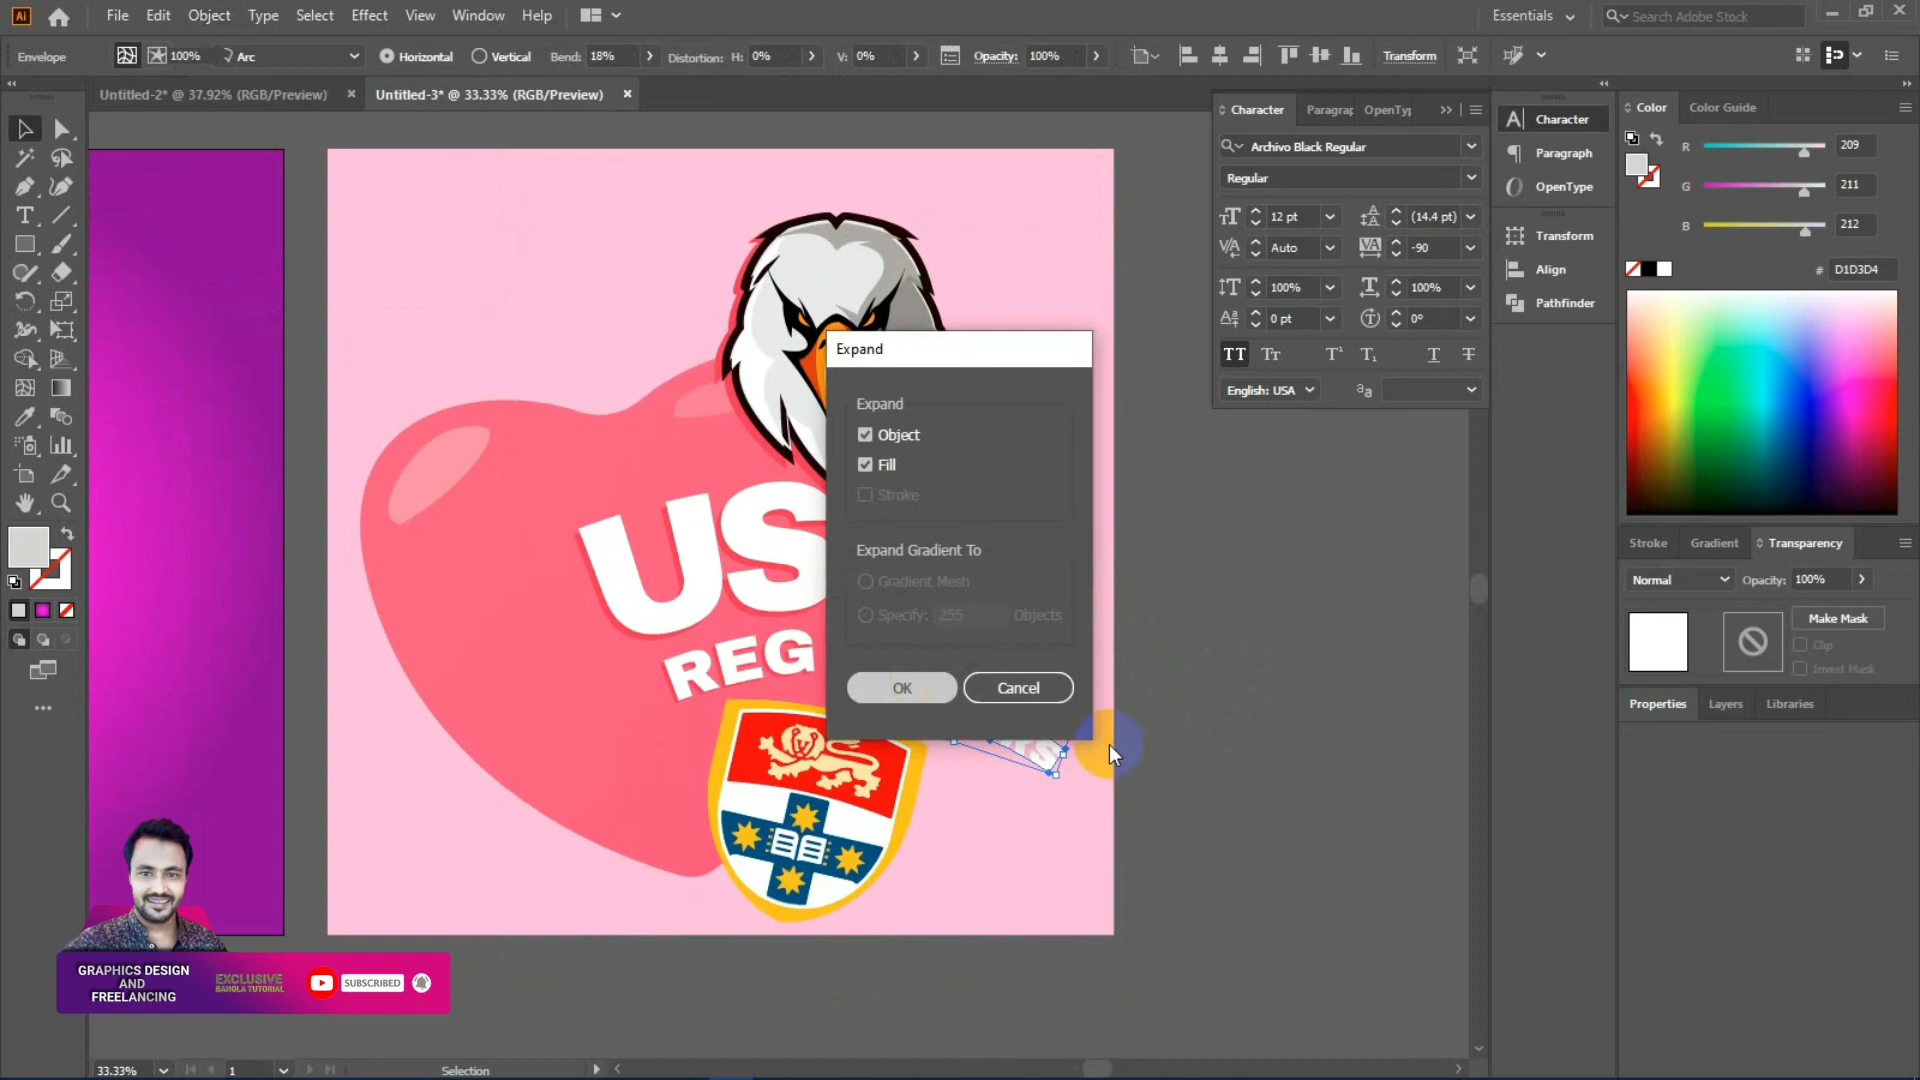 Ai File Edit Object Type Select Effect View Window Help Essentials Search Adobe Stock
Envelope 100% Arc Horizontal Vertical Bend: 18% Distortion: H: 0% V: 0% Opacity: 100% Transform
Untitled-2* @ 37.92% (RGB/Preview) × Untitled-3* @ 33.33% (RGB/Preview) ×
Character OpenTyp
Archivo Black Regular
Regular
12 pt (14.4 pt)
Auto -90
100% 100%
0 pt 0°
English: USA
Character
Paragraph
OpenType
Transform
Align
Pathfinder
Color Color Guide
R 209
G 211
B 212
# D1D3D4
Stroke Gradient Transparency
Normal Opacity: 100%
Make Mask
Clip
Invert Mask
Properties Layers Libraries
Expand
Expand
Object
Fill
Stroke
Expand Gradient To
Gradient Mesh
Specify: 255 Objects
OK Cancel
US
REG
GRAPHICS DESIGN
AND
FREELANCING
EXCLUSIVE
BANGLA TUTORIAL
SUBSCRIBED
33.33% 1 Selection